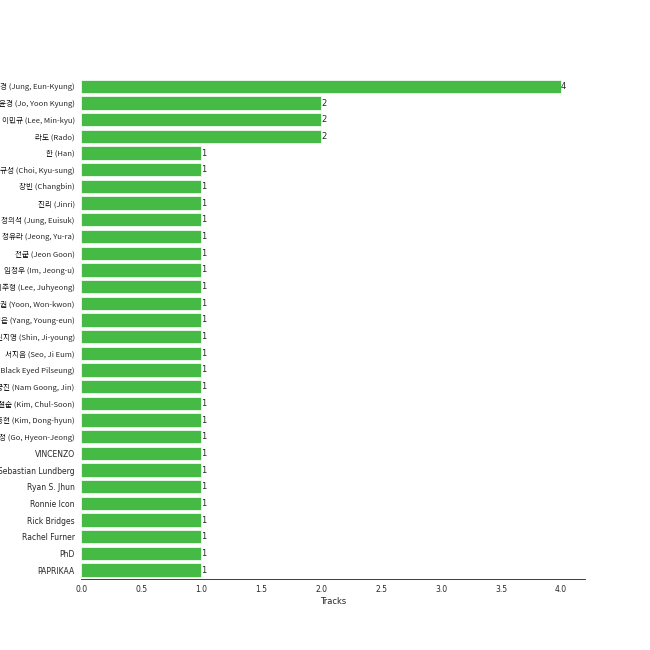 경 (Jung, Eun-Kyung)
4
윤경 (Jo, Yoon Kyung)
2
이민규 (Lee, Min-kyu)
2
라도 (Rado)
2
한 (Han)
1
규성 (Choi, Kyu-sung)
1
창빈 (Changbin)
1
진리 (Jinri)
1
정의석 (Jung, Euisuk)
1
정유라 (Jeong, Yu-ra)
1
전군 (Jeon Goon)
1
임정우 (Im, Jeong-u)
1
주형 (Lee, Juhyeong)
1
(Yoon, Won-kwon)
1
은 (Yang, Young-eun)
1
지영 (Shin, Ji-young)
1
서지음 (Seo, Ji Eum)
1
Black Eyed Pilseung)
1
진 (Nam Goong, Jin)
1
순 (Kim, Chul-Soon)
1
현 (Kim, Dong-hyun)
1
정 (Go, Hyeon-Jeong)
1
VINCENZO
1
Sebastian Lundberg
1
Ryan S. Jhun
1
Ronnie Icon
1
Rick Bridges
1
Rachel Furner
1
PhD
1
PAPRIKAA
1
0.0 0.5 1.0 1.5 2.0 2.5 3.0 3.5 4.0
Tracks